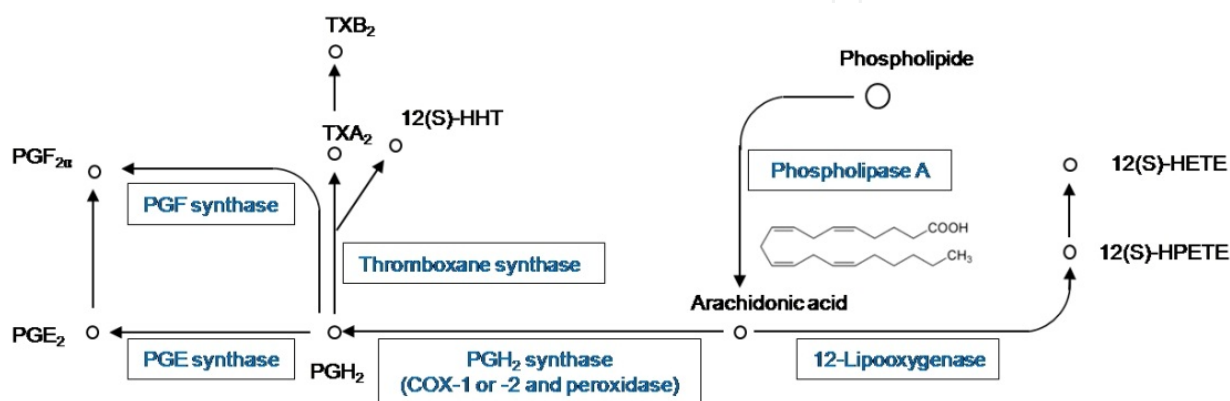 TXB₂
Phospholipide
12(S)-HHT
TXA₂
PGF₂α
Phospholipase A
12(S)-HETE
PGF synthase
COOH
CH₃
12(S)-HPETE
Thromboxane synthase
Arachidonic acid
PGE₂
PGE synthase
PGH₂
PGH₂ synthase
(COX-1 or -2 and peroxidase)
12-Lipooxygenase